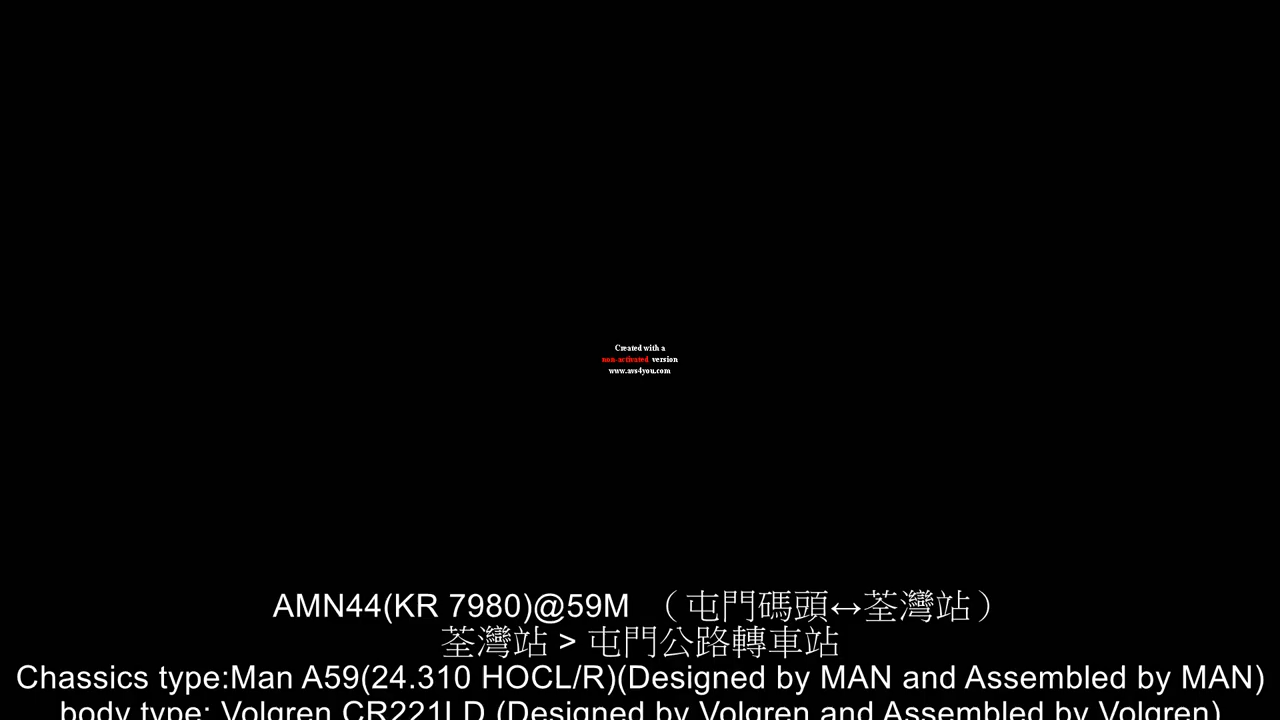 Created with a
non-activated version
www.avs4you.com
AMN44(KR 7980)@59M （屯門碼頭↔荃灣站）
荃灣站 > 屯門公路轉車站
Chassics type:Man A59(24.310 HOCL/R)(Designed by MAN and Assembled by MAN)
body type: Volgren CR221LD (Designed by Volgren and Assembled by Volgren)